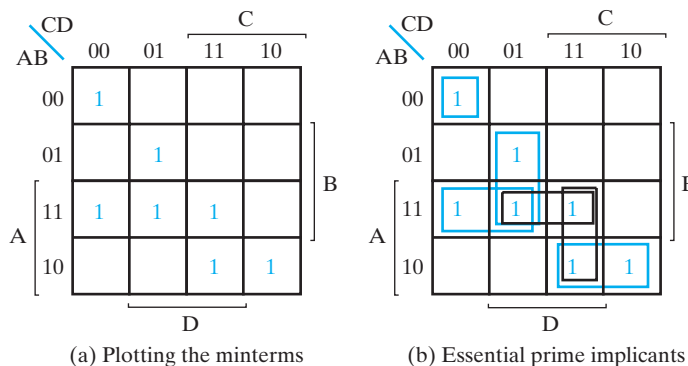 CD C
AB 00 01 11 10
00 1
01 1 B
A 11 1 1 1
10 1 1
D
(a) Plotting the minterms
CD C
AB 00 01 11 10
00 1
01 1 B
A 11 1 1 1
10 1 1
D
(b) Essential prime implicants